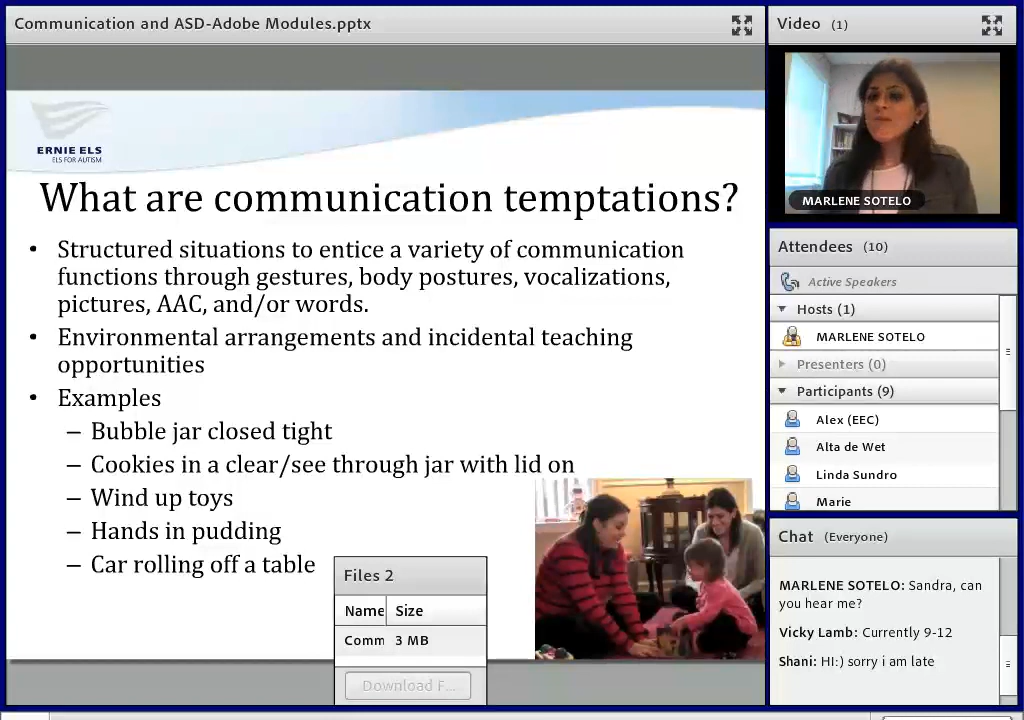 Communication and ASD-Adobe Modules.pptx
ERNIE ELS
ELS FOR AUTISM
What are communication temptations?
• Structured situations to entice a variety of communication
functions through gestures, body postures, vocalizations,
pictures, AAC, and/or words.
• Environmental arrangements and incidental teaching
opportunities
• Examples
– Bubble jar closed tight
– Cookies in a clear/see through jar with lid on
– Wind up toys
– Hands in pudding
– Car rolling off a table
Files 2
Name Size
Comm 3 MB
Download F...
Video (1)
MARLENE SOTELO
Attendees (10)
Active Speakers
Hosts (1)
MARLENE SOTELO
Presenters (0)
Participants (9)
Alex (EEC)
Alta de Wet
Linda Sundro
Marie
Chat (Everyone)
MARLENE SOTELO: Sandra, can
you hear me?
Vicky Lamb: Currently 9-12
Shani: HI:) sorry i am late